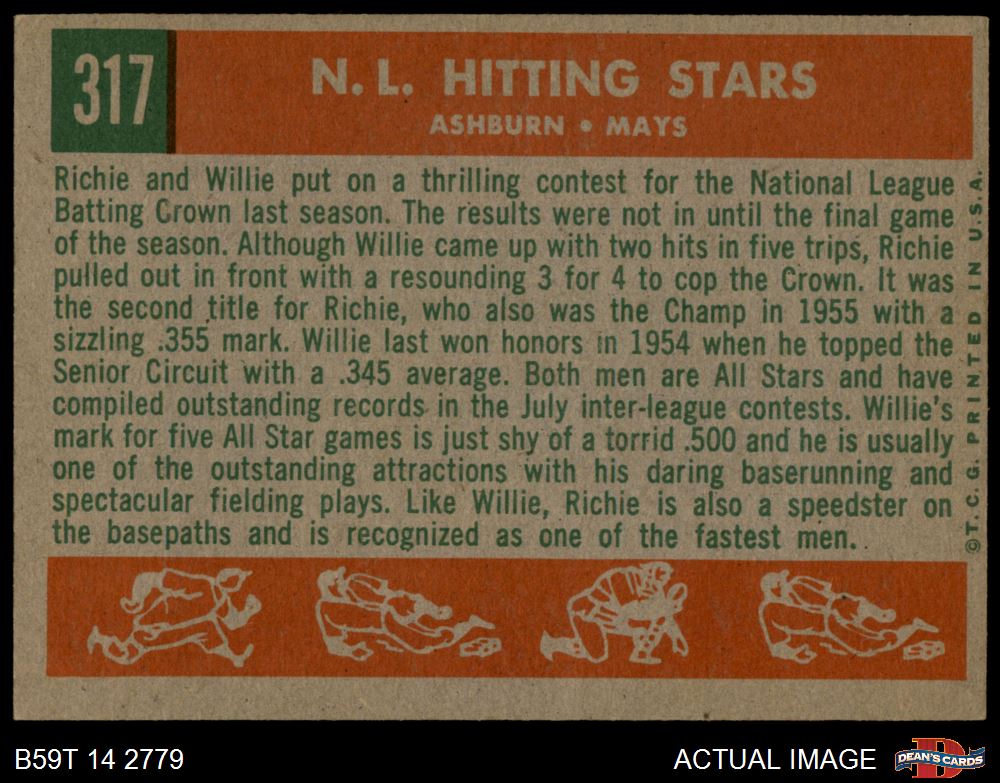 317
N. L. HITTING STARS
ASHBURN • MAYS
Richie and Willie put on a thrilling contest for the National League
Batting Crown last season. The results were not in until the final game
of the season. Although Willie came up with two hits in five trips, Richie
pulled out in front with a resounding 3 for 4 to cop the Crown. It was
the second title for Richie, who also was the Champ in 1955 with a
sizzling .355 mark. Willie last won honors in 1954 when he topped the
Senior Circuit with a .345 average. Both men are All Stars and have
compiled outstanding records in the July inter-league contests. Willie's
mark for five All Star games is just shy of a torrid .500 and he is usually
one of the outstanding attractions with his daring baserunning and
spectacular fielding plays. Like Willie, Richie is also a speedster on
the basepaths and is recognized as one of the fastest men.
©T. C. G. PRINTED IN U.S.A.
B59T 14 2779
ACTUAL IMAGE
D
DEAN'S CARDS